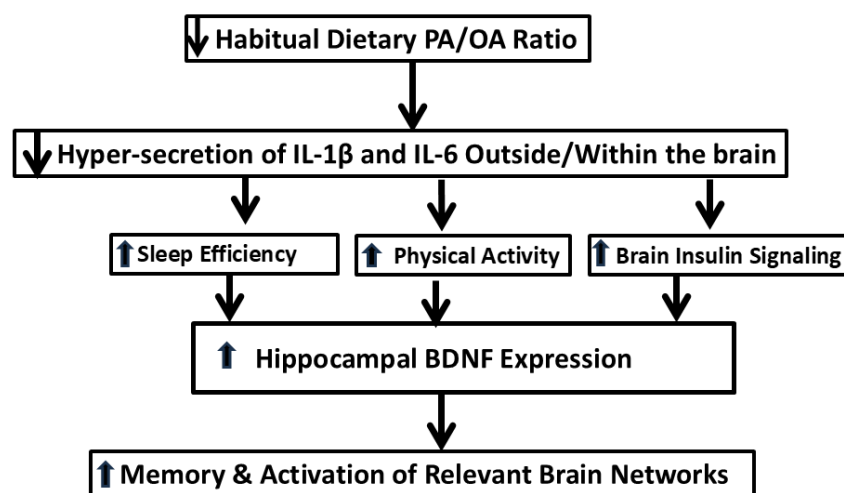 Habitual Dietary PA/OA Ratio
Hyper-secretion of IL-1β and IL-6 Outside/Within the brain
Sleep Efficiency
Physical Activity
Brain Insulin Signaling
Hippocampal BDNF Expression
Memory & Activation of Relevant Brain Networks